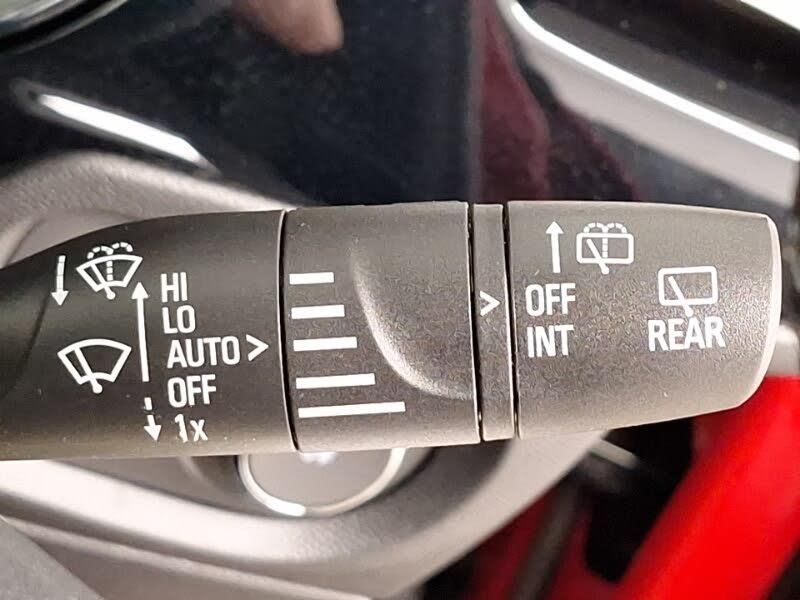 HI
LO
AUTO >
OFF
1x
>
OFF
INT
REAR